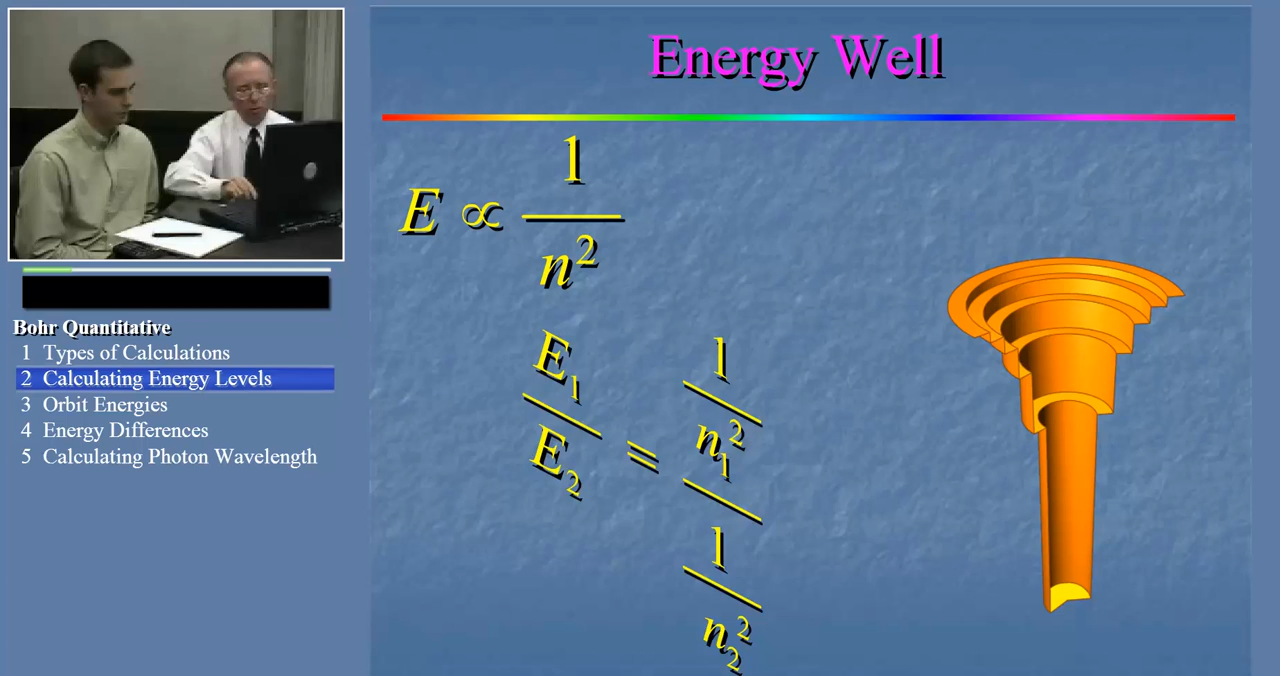 Energy Well
E ∝ 1/n²
E₁/E₂ = (1/n₁²)/(1/n₂²)
Bohr Quantitative
1 Types of Calculations
2 Calculating Energy Levels
3 Orbit Energies
4 Energy Differences
5 Calculating Photon Wavelength